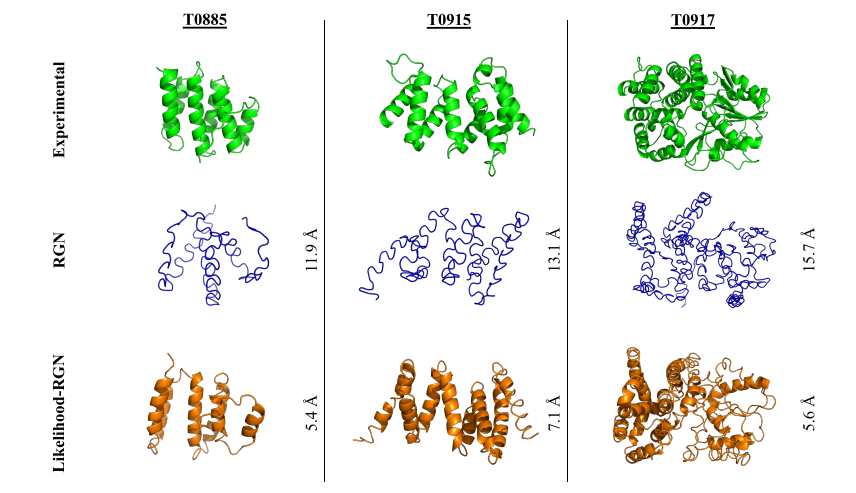 T0885 T0915 T0917
Experimental
RGN 11.9 Å 13.1 Å 15.7 Å
Likelihood-RGN 5.4 Å 7.1 Å 5.6 Å